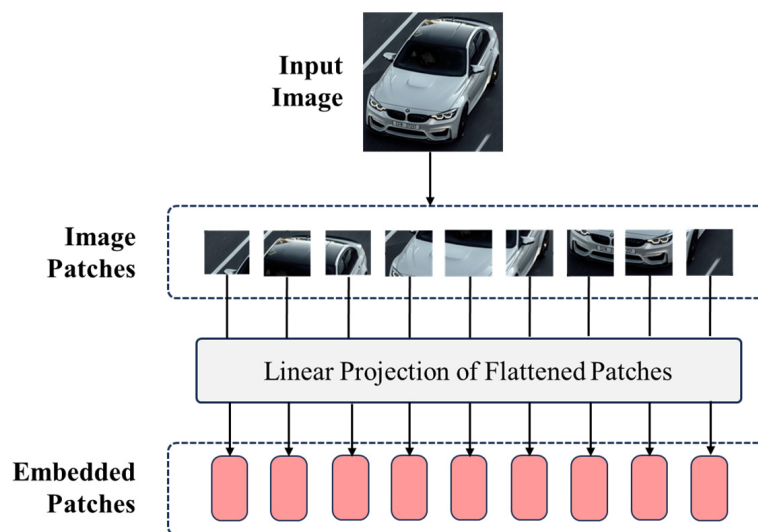 Input
Image
Image
Patches
Linear Projection of Flattened Patches
Embedded
Patches